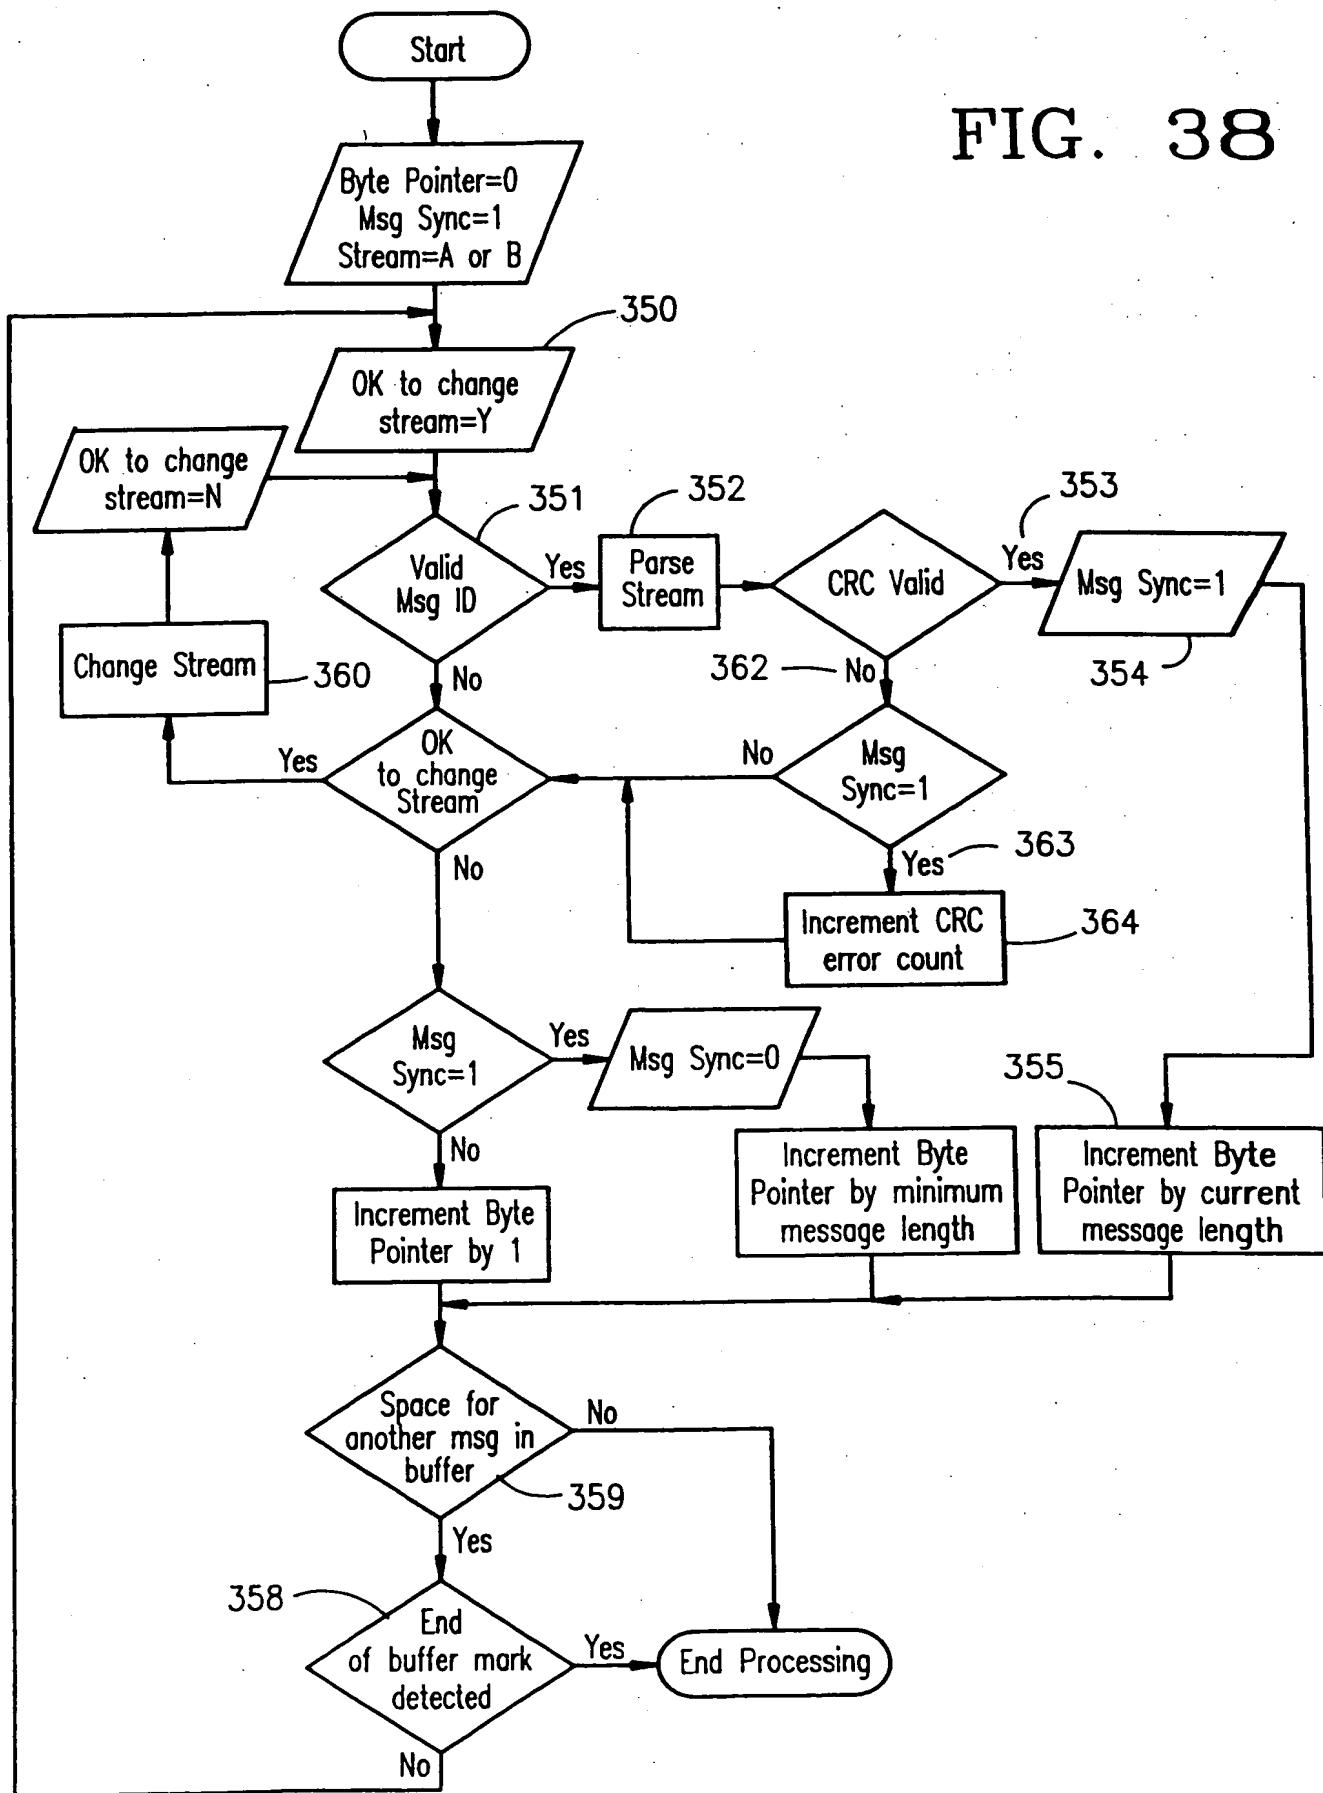 Start
FIG. 38
Byte Pointer=0
Msg Sync=1
Stream=A or B
350
OK to change
stream=Y
OK to change
stream=N
351
352
353
Valid
Msg ID
Yes
Parse
Stream
CRC Valid
Yes
Msg Sync=1
354
Change Stream
360
No
362
No
OK
to change
Stream
Yes
No
Msg
Sync=1
No
Yes
363
Increment CRC
error count
364
Msg
Sync=1
Yes
Msg Sync=0
355
No
Increment Byte
Pointer by 1
Increment Byte
Pointer by minimum
message length
Increment Byte
Pointer by current
message length
Space for
another msg in
buffer
No
359
Yes
358
End
of buffer mark
detected
Yes
End Processing
No